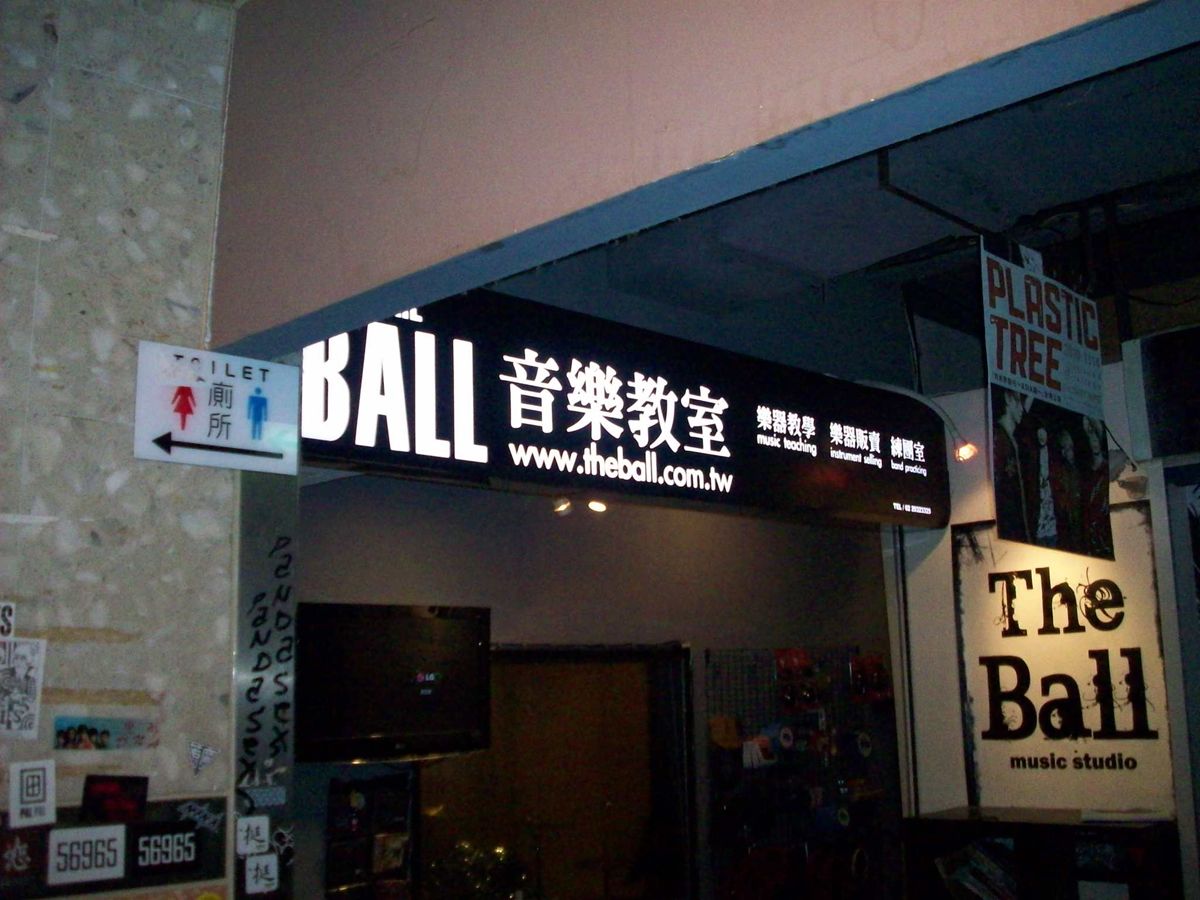 TOILET
廁
所
BALL
音樂教室
www.theball.com.tw
樂器教學
music teaching
樂器販賣
instrument selling
練團室
band practicing
PLASTIC
TREE
The
Ball
music studio
LG
56965
56965
挺
挺